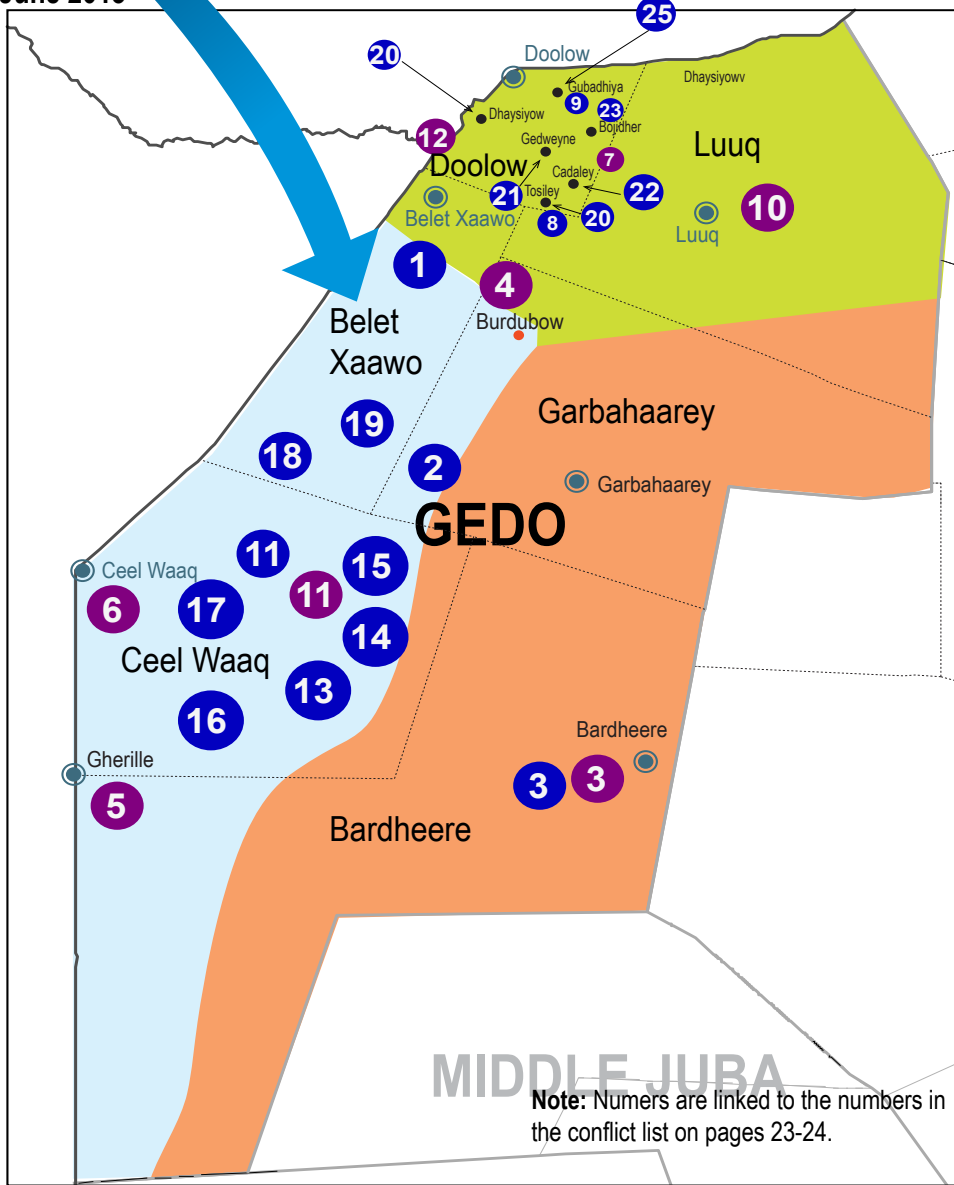 25
20
Doolow
Gubadhiya
Dhaysiyowv
9
23
Dhaysiyow
Bojidher
12
Gedweyne
Luuq
7
Doolow
Cadaley
21
Tosiley
22
10
Belet Xaawo
8
20
Luuq
1
4
Belet
Xaawo
Burdubow
19
Garbahaarey
18
2
Garbahaarey
GEDO
11
15
Ceel Waaq
11
6
17
14
Ceel Waaq
13
16
Bardheere
Gherille
3
3
5
Bardheere
MIDDLE JUBA
Note: Numers are linked to the numbers in
the conflict list on pages 23-24.